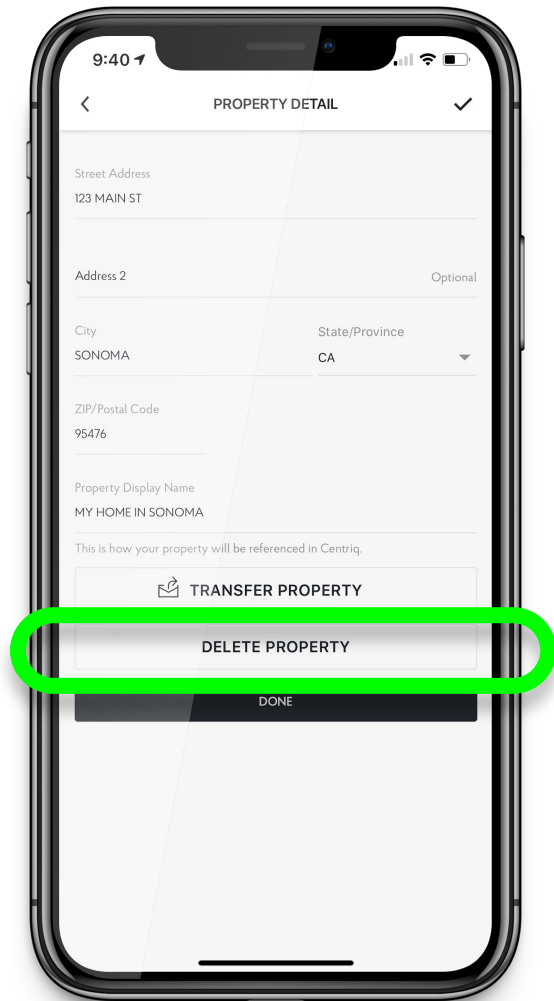 9:40
PROPERTY DETAIL
Street Address
123 MAIN ST
Address 2 Optional
City State/Province
SONOMA CA
ZIP/Postal Code
95476
Property Display Name
MY HOME IN SONOMA
This is how your property will be referenced in Centriq.
TRANSFER PROPERTY
DELETE PROPERTY
DONE